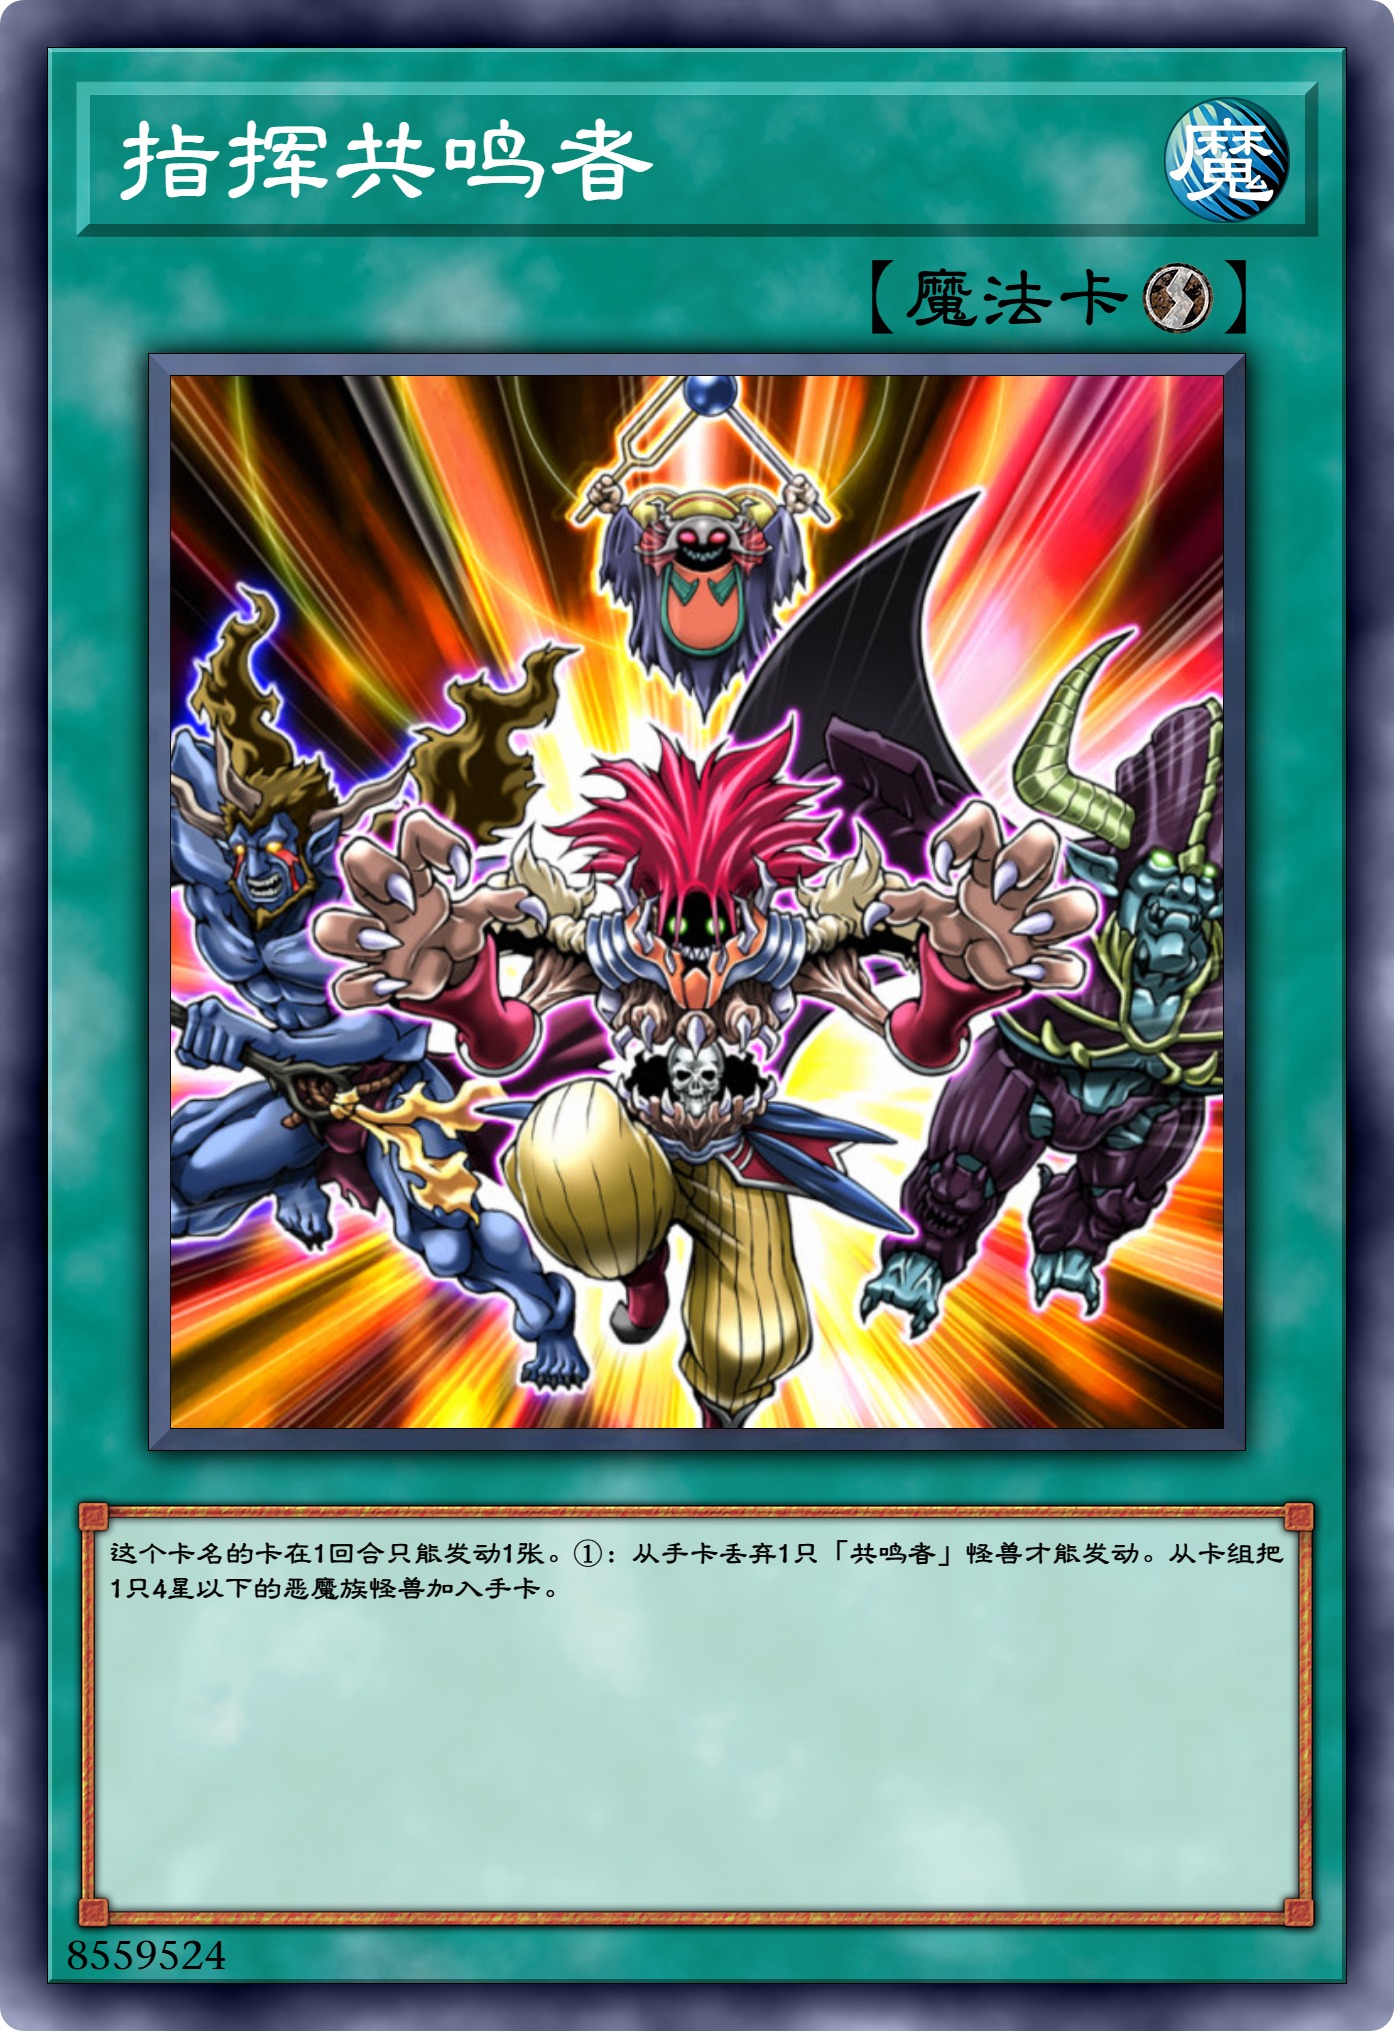 指挥共鸣者
魔
【魔法卡】
这个卡名的卡在1回合只能发动1张。①：从手卡丢弃1只「共鸣者」怪兽才能发动。从卡组把
1只4星以下的恶魔族怪兽加入手卡。
8559524